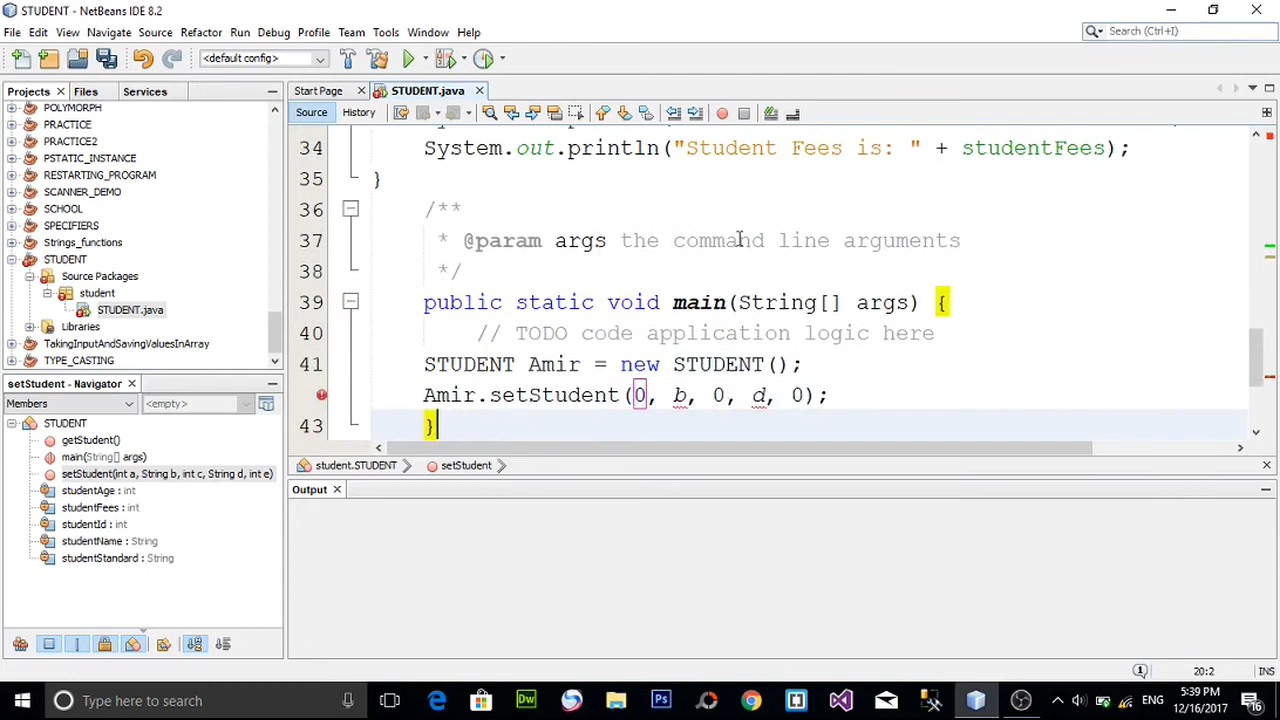 STUDENT - NetBeans IDE 8.2
File Edit View Navigate Source Refactor Run Debug Profile Team Tools Window Help
Search (Ctrl+I)
<default config>
Projects Files Services
Start Page STUDENT.java
Source History
POLYMORPH
PRACTICE
PRACTICE2
PSTATIC_INSTANCE
RESTARTING_PROGRAM
SCANNER_DEMO
SCHOOL
SPECIFIERS
Strings_functions
STUDENT
Source Packages
student
STUDENT.java
Libraries
TakingInputAndSavingValuesInArray
TYPE_CASTING
34 System.out.println("Student Fees is: " + studentFees);
35 }
36 /**
37 * @param args the command line arguments
38 */
39 public static void main(String[] args) {
40 // TODO code application logic here
41 STUDENT Amir = new STUDENT();
Amir.setStudent(0, b, 0, d, 0);
43 }
student.STUDENT setStudent
setStudent - Navigator
Members <empty>
STUDENT
getStudent()
main(String[] args)
setStudent(int a, String b, int c, String d, int e)
studentAge : int
studentFees : int
studentId : int
studentName : String
studentStandard : String
Output
20:2 INS
Type here to search
Dw
Ps
ENG
5:39 PM
12/16/2017
16